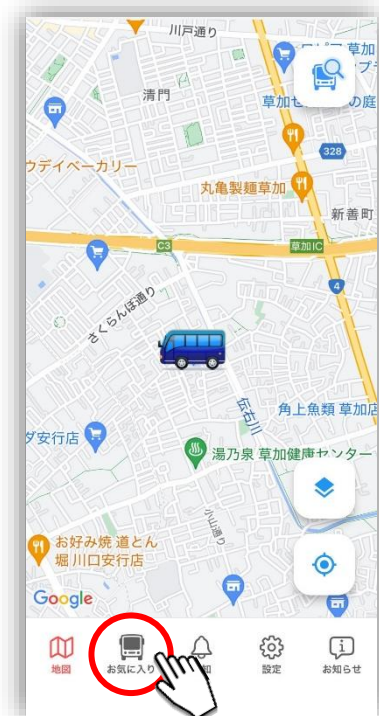 川戸通り
草加
清門
328
ウデイベーカリー
丸亀製麺草加
新善町
C3
草加IC
4
さくらんぼ通り
伝右川
角上魚類 草加店
ダ安行店
湯乃泉 草加健康センター
小山通り
お好み焼 道とん
堀 川口安行店
Google
地図
お気に入り
設定
お知らせ